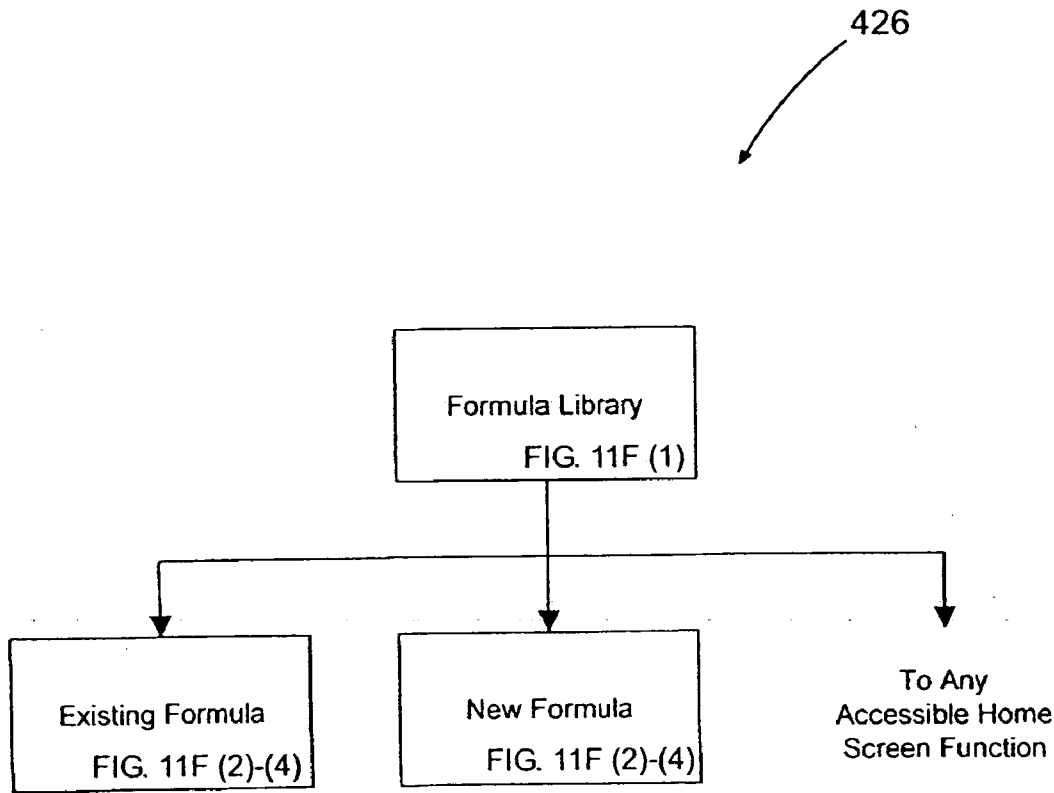 426
Formula Library
FIG. 11F (1)
Existing Formula
FIG. 11F (2)-(4)
New Formula
FIG. 11F (2)-(4)
To Any
Accessible Home
Screen Function